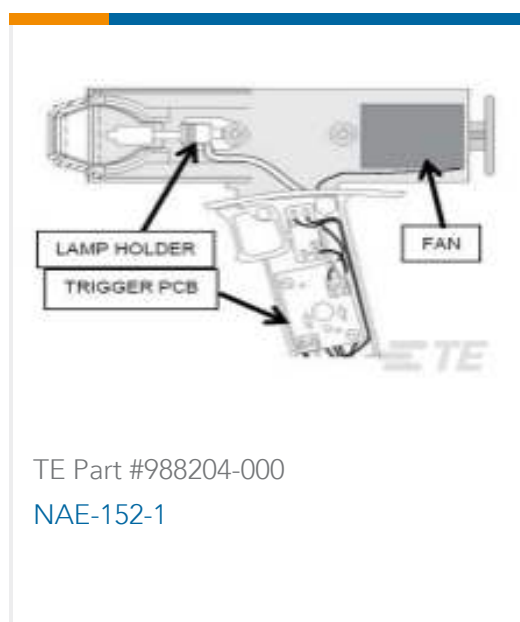 LAMP HOLDER
FAN
TRIGGER PCB
TE
TE Part #988204-000
NAE-152-1